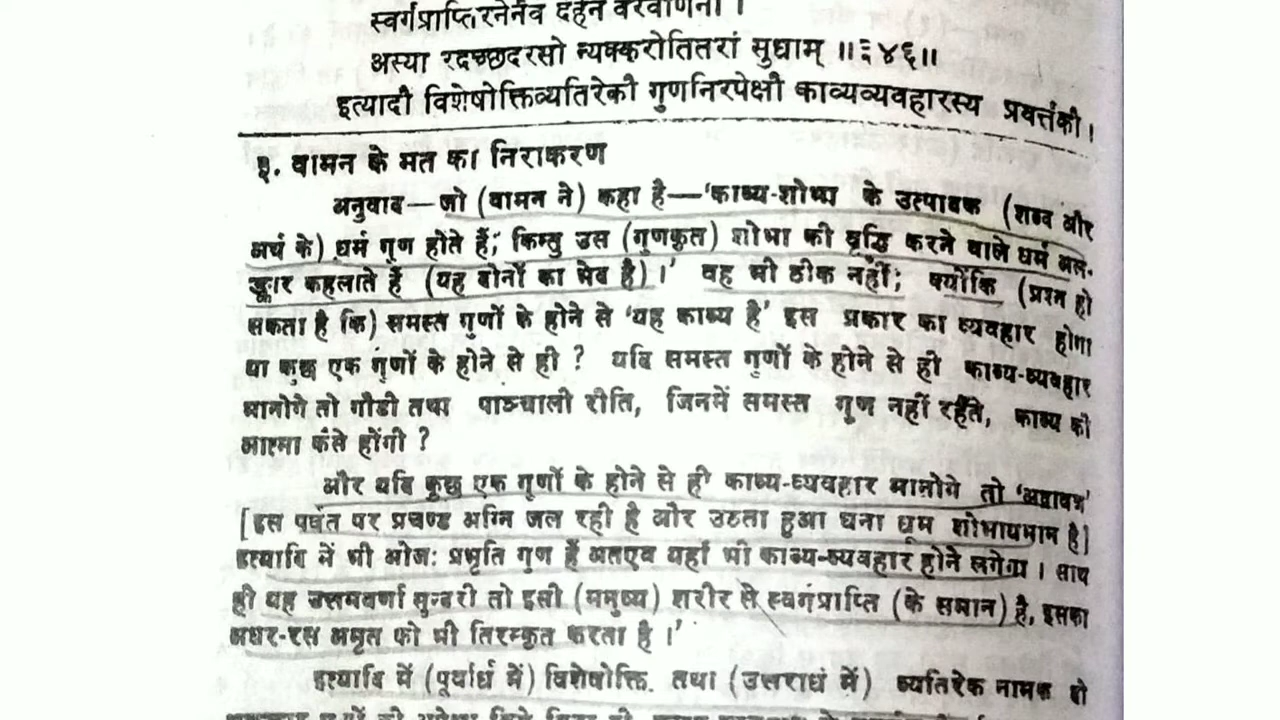 स्वर्गप्राप्तिरनेनैव देहेन वरवर्णिनी ।
अस्या रदच्छदरसो न्यक्करोतितरां सुधाम् ॥३४६॥
इत्यादौ विशेषोक्तिव्यतिरेकौ गुणनिरपेक्षौ काव्यव्यवहारस्य प्रवर्त्तकौ।
३. वामन के मत का निराकरण
अनुवाद—जो (वामन ने) कहा है—'काव्य-शोभा के उत्पादक (शब्द और
अर्थ के) धर्म गुण होते हैं; किन्तु उस (गुणकृत) शोभा की वृद्धि करने वाले धर्म अल-
ङ्कार कहलाते हैं (यह दोनों का भेद है)।' वह भी ठीक नहीं; क्योंकि (प्रश्न हो
सकता है कि) समस्त गुणों के होने से 'यह काव्य है' इस प्रकार का व्यवहार होगा
या कुछ एक गुणों के होने से ही ? यदि समस्त गुणों के होने से ही काव्य-व्यवहार
मानोगे तो गौडी तथा पाञ्चाली रीति, जिनमें समस्त गुण नहीं रहते, काव्य की
आत्मा कैसे होंगी ?
और यदि कुछ एक गुणों के होने से ही काव्य-व्यवहार मानोगे तो 'अद्रावत्र'
[इस पर्वत पर प्रचण्ड अग्नि जल रही है और उठता हुआ घना धूम शोभायमान है]
इत्यादि में भी ओजः प्रभृति गुण हैं अतएव यहाँ भी काव्य-व्यवहार होने लगेगा । साथ
ही यह उत्तमवर्णा सुन्दरी तो इसी (मनुष्य) शरीर से स्वर्गप्राप्ति (के समान) है, इसका
अधर-रस अमृत को भी तिरस्कृत करता है ।'
इत्यादि में (पूर्वार्ध में) विशेषोक्ति. तथा (उत्तरार्ध में) व्यतिरेक नामक दो